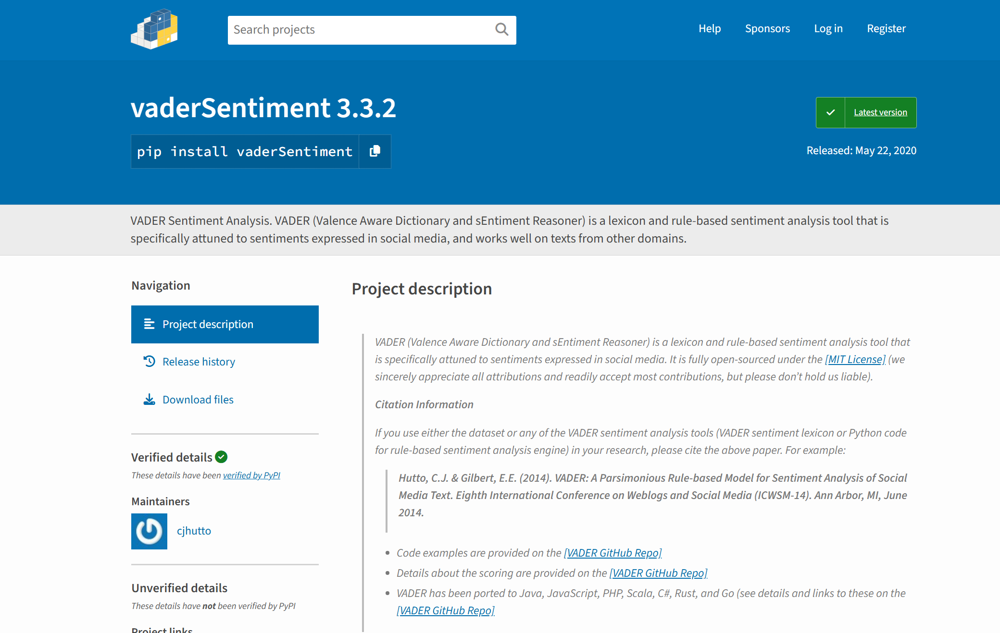 Search projects
Help
Sponsors
Log in
Register
vaderSentiment 3.3.2
pip install vaderSentiment
Latest version
Released: May 22, 2020
VADER Sentiment Analysis. VADER (Valence Aware Dictionary and sEntiment Reasoner) is a lexicon and rule-based sentiment analysis tool that is
specifically attuned to sentiments expressed in social media, and works well on texts from other domains.
Navigation
Project description
Release history
Download files
Verified details
These details have been verified by PyPI
Maintainers
cjhutto
Unverified details
These details have not been verified by PyPI
Project links
Project description
VADER (Valence Aware Dictionary and sEntiment Reasoner) is a lexicon and rule-based sentiment analysis tool that
is specifically attuned to sentiments expressed in social media. It is fully open-sourced under the [MIT License] (we
sincerely appreciate all attributions and readily accept most contributions, but please don’t hold us liable).
Citation Information
If you use either the dataset or any of the VADER sentiment analysis tools (VADER sentiment lexicon or Python code
for rule-based sentiment analysis engine) in your research, please cite the above paper. For example:
Hutto, C.J. & Gilbert, E.E. (2014). VADER: A Parsimonious Rule-based Model for Sentiment Analysis of Social
Media Text. Eighth International Conference on Weblogs and Social Media (ICWSM-14). Ann Arbor, MI, June
2014.
• Code examples are provided on the [VADER GitHub Repo]
• Details about the scoring are provided on the [VADER GitHub Repo]
• VADER has been ported to Java, JavaScript, PHP, Scala, C#, Rust, and Go (see details and links to these on the
[VADER GitHub Repo]